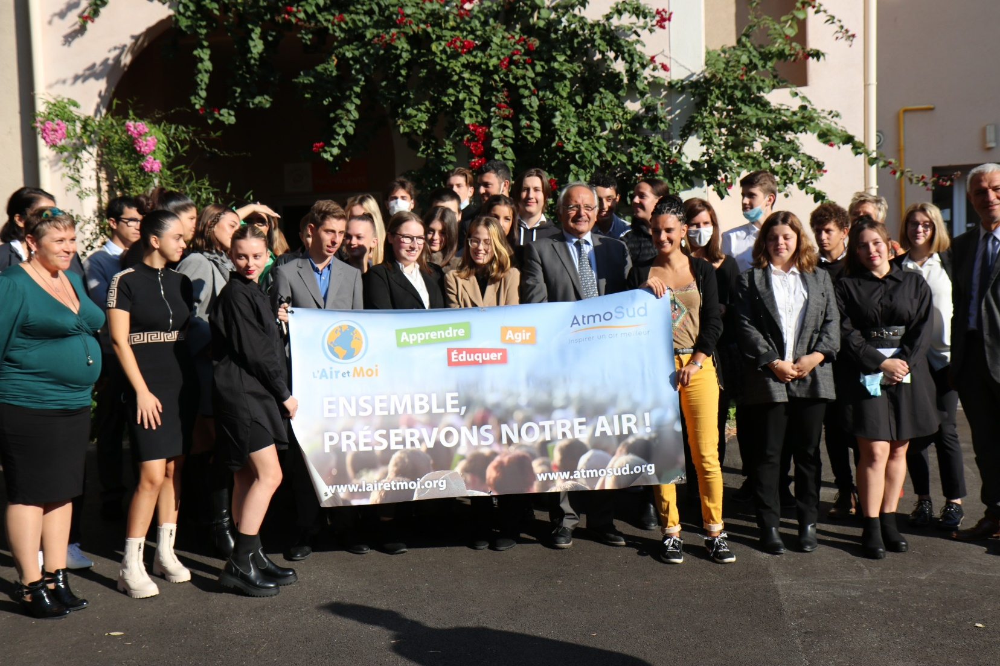 Apprendre
Agir
Éduquer
AtmoSud
Inspirer un air meilleur
L'Air et Moi
ENSEMBLE,
PRÉSERVONS NOTRE AIR !
www.lairetmoi.org
www.atmosud.org